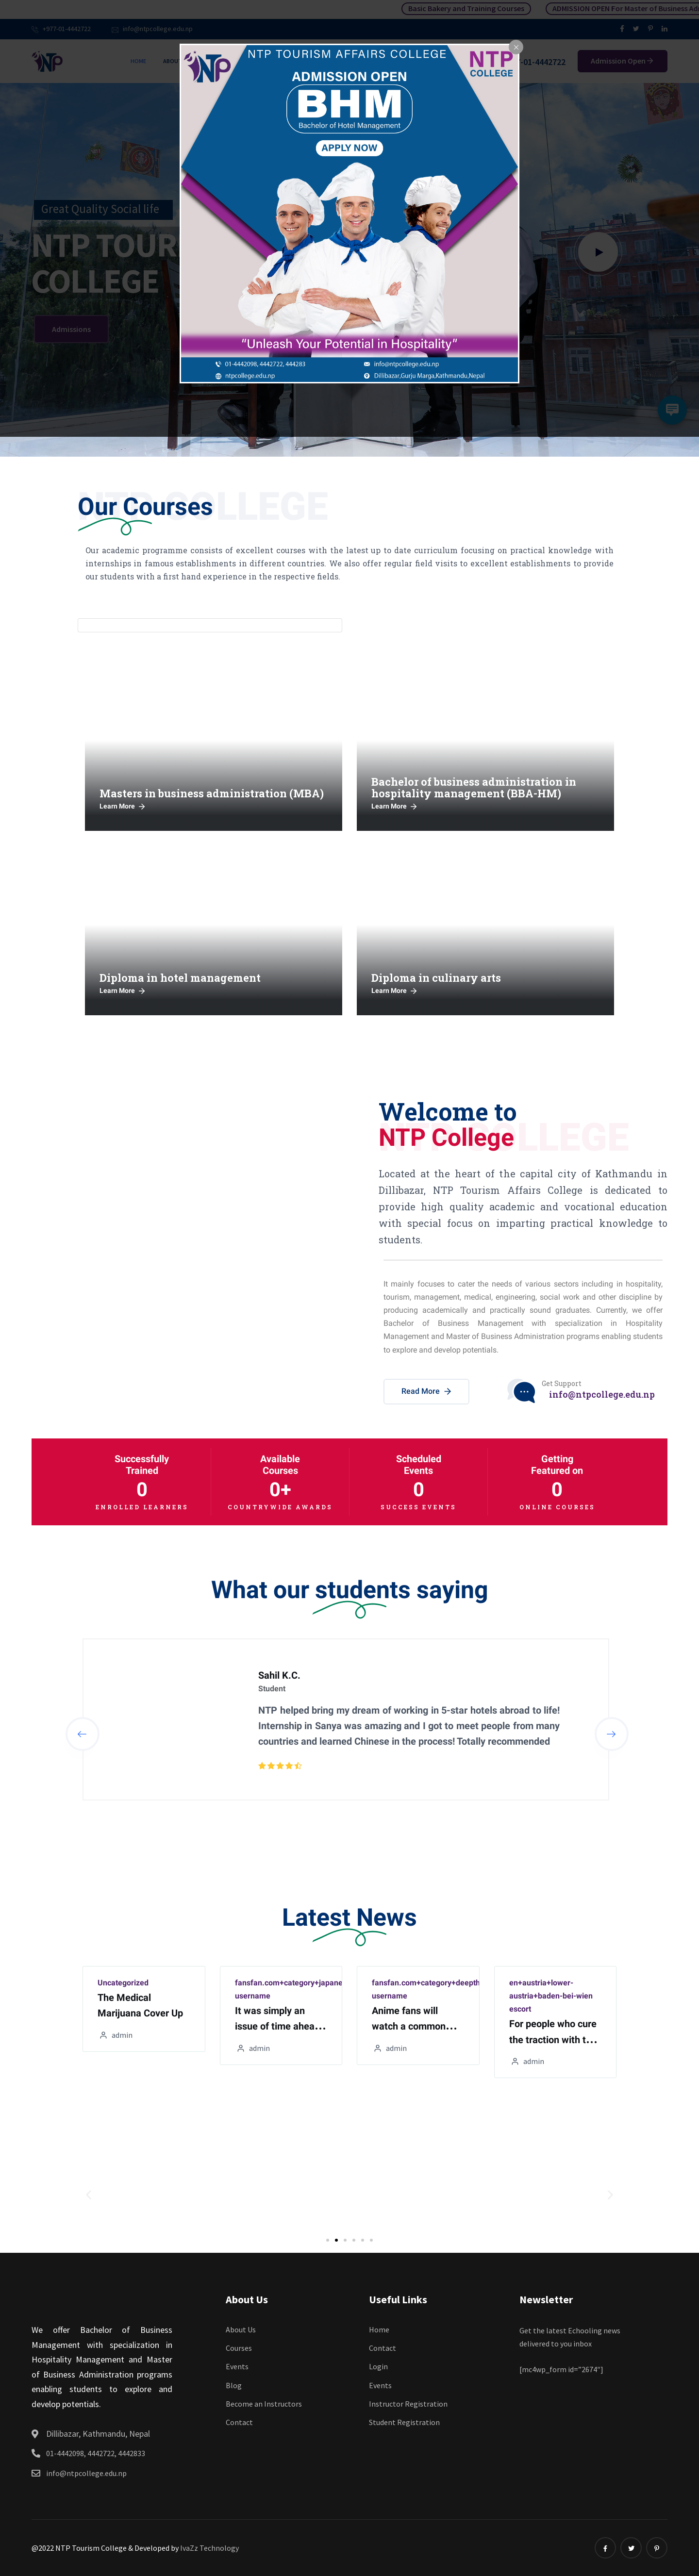 Basic Bakery and Training Courses
ADMISSION OPEN For Master of Business Ad
+977-01-4442722
info@ntpcollege.edu.np
NTP
HOME
ABOU
-01-4442722
Admission Open
NTP TOURISM AFFAIRS COLLEGE
NTP
NTP
COLLEGE
ADMISSION OPEN
BHM
Bachelor of Hotel Management
APPLY NOW
Great Quality Social life
NTP TOUR
COLLEGE
Admissions
"Unleash Your Potential in Hospitality"
01-4442098, 4442722, 444283
info@ntpcollege.edu.np
ntpcollege.edu.np
Dillibazar,Gurju Marga,Kathmandu,Nepal
NTP COLLEGE
Our Courses
Our academic programme consists of excellent courses with the latest up to date curriculum focusing on practical knowledge with
internships in famous establishments in different countries. We also offer regular field visits to excellent establishments to provide
our students with a first hand experience in the respective fields.
Masters in business administration (MBA)
Learn More
Bachelor of business administration in
hospitality management (BBA-HM)
Learn More
Diploma in hotel management
Learn More
Diploma in culinary arts
Learn More
Welcome to
NTP College
COLLEGE
Located at the heart of the capital city of Kathmandu in
Dillibazar, NTP Tourism Affairs College is dedicated to
provide high quality academic and vocational education
with special focus on imparting practical knowledge to
students.
It mainly focuses to cater the needs of various sectors including in hospitality,
tourism, management, medical, engineering, social work and other discipline by
producing academically and practically sound graduates. Currently, we offer
Bachelor of Business Management with specialization in Hospitality
Management and Master of Business Administration programs enabling students
to explore and develop potentials.
Read More
Get Support
info@ntpcollege.edu.np
Successfully
Trained
0
ENROLLED LEARNERS
Available
Courses
0+
COUNTRYWIDE AWARDS
Scheduled
Events
0
SUCCESS EVENTS
Getting
Featured on
0
ONLINE COURSES
What our students saying
Sahil K.C.
Student
NTP helped bring my dream of working in 5-star hotels abroad to life!
Internship in Sanya was amazing and I got to meet people from many
countries and learned Chinese in the process! Totally recommended
Latest News
Uncategorized
The Medical
Marijuana Cover Up
admin
fansfan.com+category+japane
username
It was simply an
issue of time ahea...
admin
fansfan.com+category+deepth
username
Anime fans will
watch a common...
admin
en+austria+lower-
austria+baden-bei-wien
escort
For people who cure
the traction with t...
admin
We offer Bachelor of Business
Management with specialization in
Hospitality Management and Master
of Business Administration programs
enabling students to explore and
develop potentials.
Dillibazar, Kathmandu, Nepal
01-4442098, 4442722, 4442833
info@ntpcollege.edu.np
About Us
About Us
Courses
Events
Blog
Become an Instructors
Contact
Useful Links
Home
Contact
Login
Events
Instructor Registration
Student Registration
Newsletter
Get the latest Echooling news
delivered to you inbox
[mc4wp_form id="2674"]
@2022 NTP Tourism College & Developed by IvaZz Technology